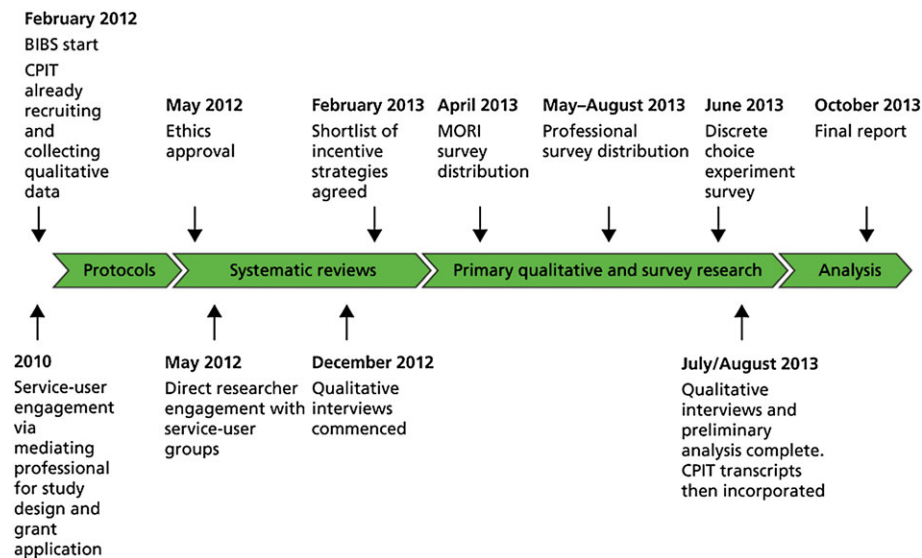 February 2012
BIBS start
CPIT
already
recruiting
and
collecting
qualitative
data
May 2012
Ethics
approval
February 2013
Shortlist of
incentive
strategies
agreed
April 2013
MORI
survey
distribution
May–August 2013
Professional
survey distribution
June 2013
Discrete
choice
experiment
survey
October 2013
Final report
Protocols
Systematic reviews
Primary qualitative and survey research
Analysis
2010
Service-user
engagement
via
mediating
professional
for study
design and
grant
application
May 2012
Direct researcher
engagement with
service-user
groups
December 2012
Qualitative
interviews
commenced
July/August 2013
Qualitative
interviews and
preliminary
analysis complete.
CPIT transcripts
then incorporated